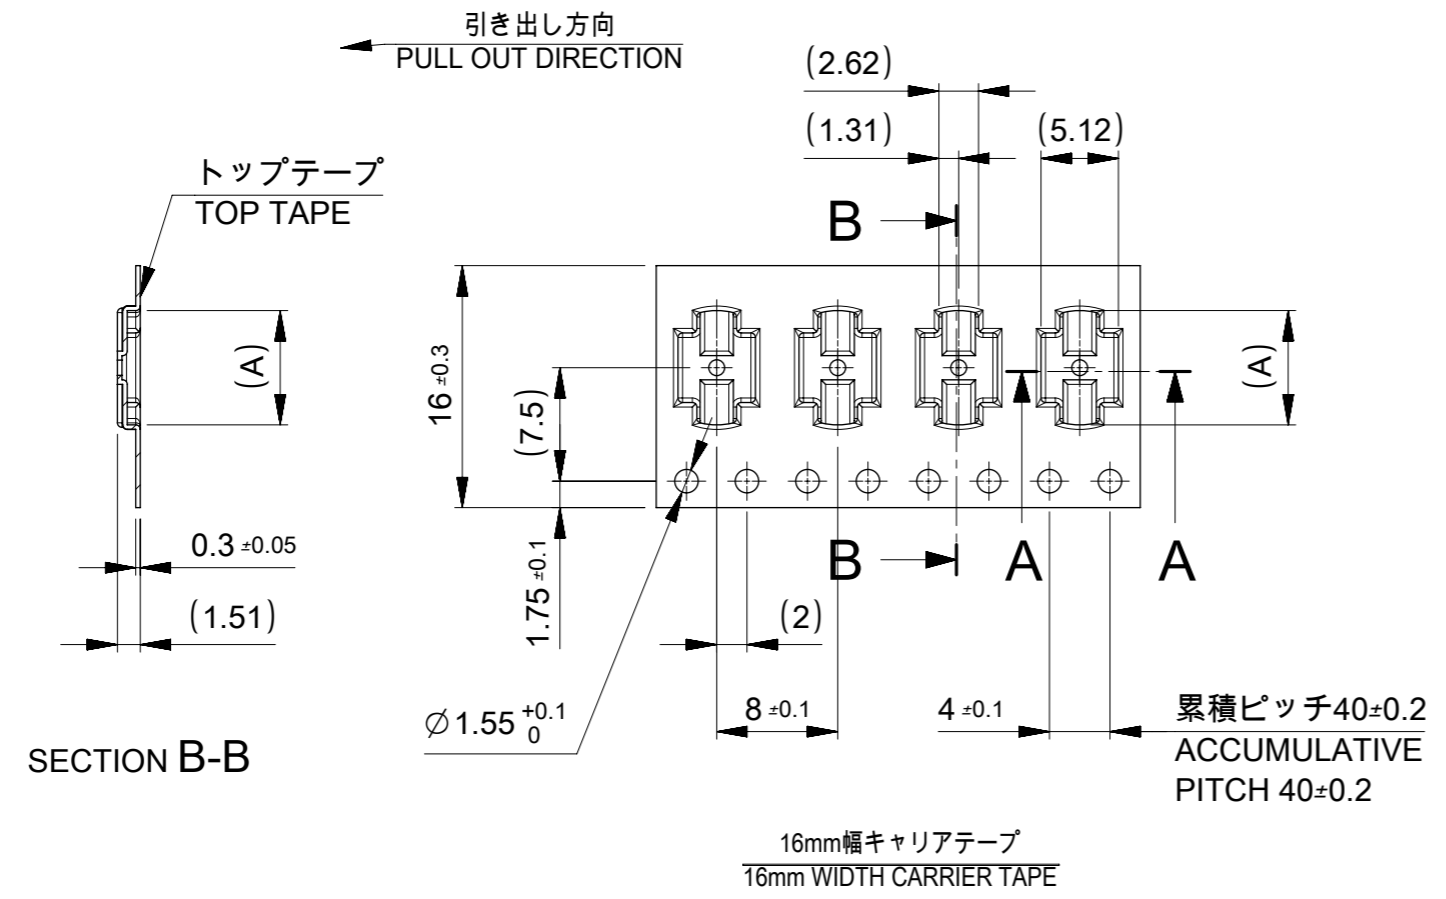 引き出し方向
PULL OUT DIRECTION
(2.62)
(1.31)
(5.12)
トップテープ
TOP TAPE
B
(A)
16 ±0.3
(7.5)
(A)
0.3 ±0.05
1.75 ±0.1
B
A
A
(1.51)
(2)
∅1.55 +0.1 0
8 ±0.1
4 ±0.1
累積ピッチ40±0.2
ACCUMULATIVE
PITCH 40±0.2
SECTION B-B
16mm幅キャリアテープ
16mm WIDTH CARRIER TAPE